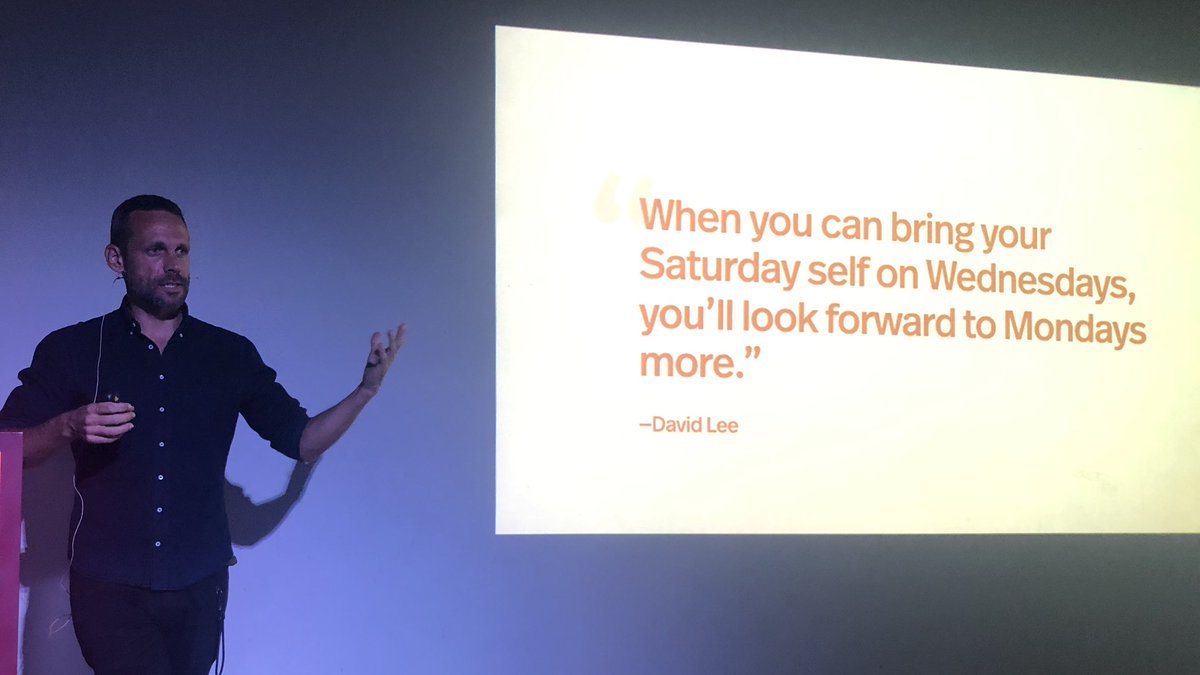 “When you can bring your
Saturday self on Wednesdays,
you’ll look forward to Mondays
more.”
–David Lee